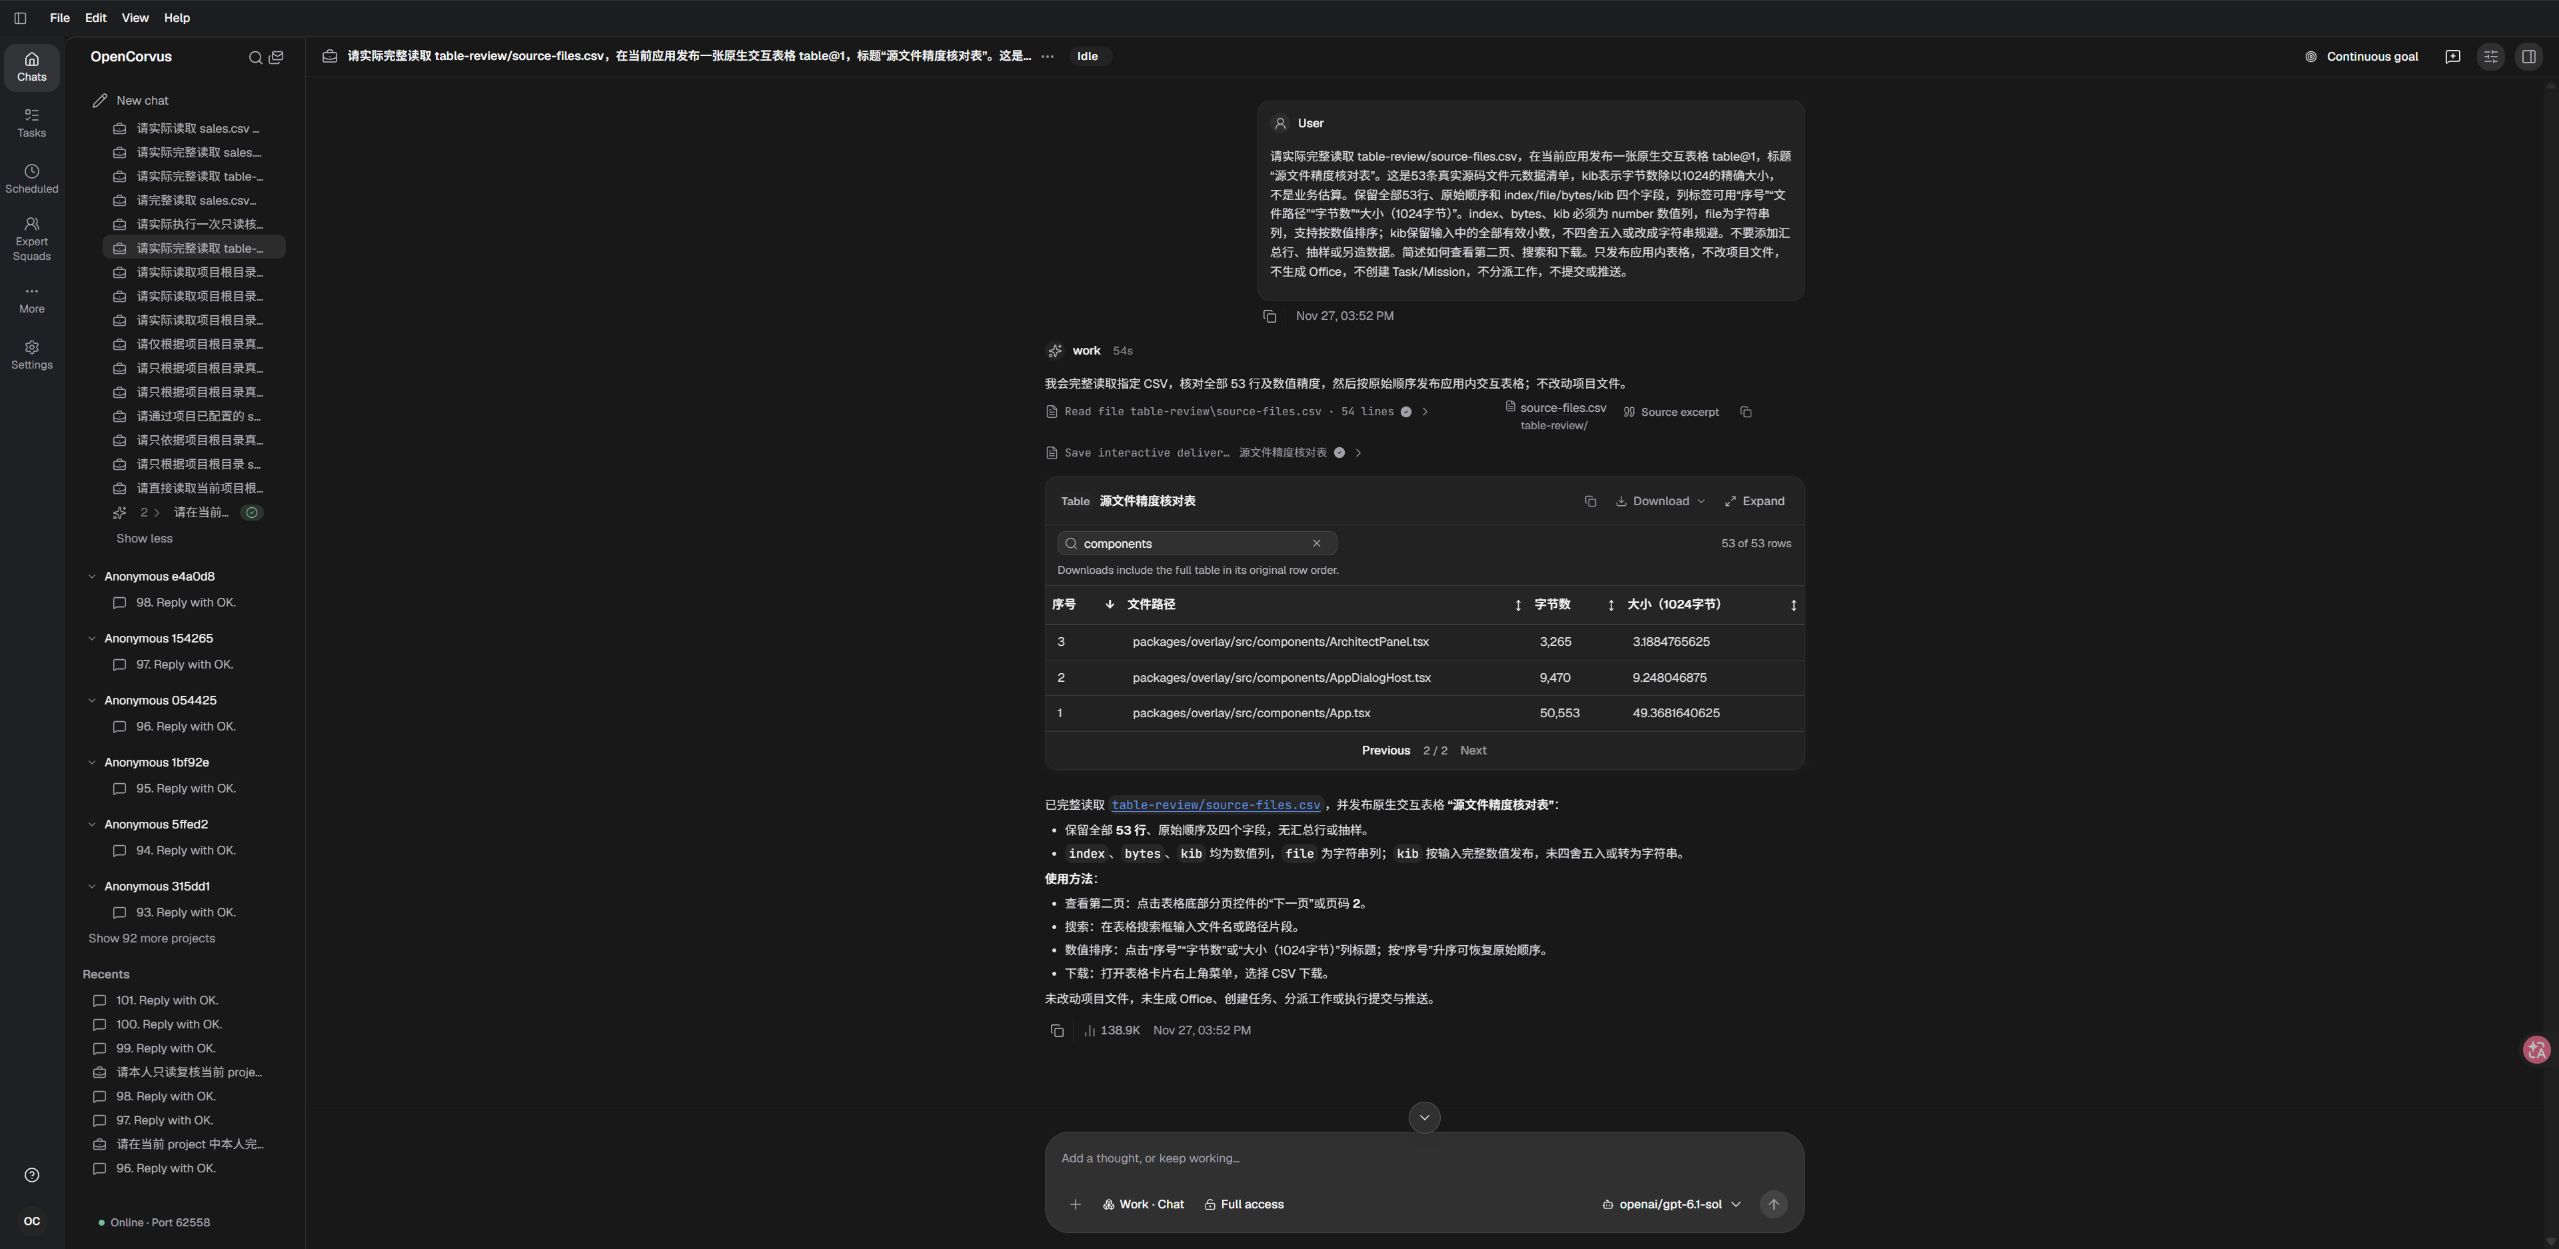 File Edit View Help
Chats
Tasks
Scheduled
Expert
Squads
More
Settings
OC
OpenCorvus
New chat
请实际读取 sales.csv ...
请实际完整读取 sales....
请实际完整读取 table-...
请完整读取 sales.csv...
请实际执行一次只读核...
请实际完整读取 table-...
请实际读取项目根目录...
请实际读取项目根目录...
请实际读取项目根目录...
请仅根据项目根目录真...
请只根据项目根目录真...
请只根据项目根目录真...
请通过项目已配置的 s...
请只依据项目根目录真...
请只根据项目根目录 s...
请直接读取当前项目根...
2 请在当前...
Show less
Anonymous e4a0d8
98. Reply with OK.
Anonymous 154265
97. Reply with OK.
Anonymous 054425
96. Reply with OK.
Anonymous 1bf92e
95. Reply with OK.
Anonymous 5ffed2
94. Reply with OK.
Anonymous 315dd1
93. Reply with OK.
Show 92 more projects
Recents
101. Reply with OK.
100. Reply with OK.
99. Reply with OK.
请本人只读复核当前 proje...
98. Reply with OK.
97. Reply with OK.
请在当前 project 中本人完...
96. Reply with OK.
Online · Port 62558
请实际完整读取 table-review/source-files.csv，在当前应用发布一张原生交互表格 table@1，标题“源文件精度核对表”。这是... ··· Idle
Continuous goal
User
请实际完整读取 table-review/source-files.csv，在当前应用发布一张原生交互表格 table@1，标题
“源文件精度核对表”。这是53条真实源码文件元数据清单，kib表示字节数除以1024的精确大小，
不是业务估算。保留全部53行、原始顺序和 index/file/bytes/kib 四个字段，列标签可用“序号”“文
件路径”“字节数”“大小（1024字节）”。index、bytes、kib 必须为 number 数值列，file为字符串
列，支持按数值排序；kib保留输入中的全部有效小数，不四舍五入或改成字符串规避。不要添加汇
总行、抽样或另造数据。简述如何查看第二页、搜索和下载。只发布应用内表格，不改项目文件，
不生成 Office，不创建 Task/Mission，不分派工作，不提交或推送。
Nov 27, 03:52 PM
work 54s
我会完整读取指定 CSV，核对全部 53 行及数值精度，然后按原始顺序发布应用内交互表格；不改动项目文件。
Read file table-review\source-files.csv · 54 lines
source-files.csv
table-review/
Source excerpt
Save interactive deliver… 源文件精度核对表
Table 源文件精度核对表 Download Expand
components 53 of 53 rows
Downloads include the full table in its original row order.
序号 ↓ 文件路径 ↕ 字节数 ↕ 大小（1024字节） ↕
3 packages/overlay/src/components/ArchitectPanel.tsx 3,265 3.1884765625
2 packages/overlay/src/components/AppDialogHost.tsx 9,470 9.248046875
1 packages/overlay/src/components/App.tsx 50,553 49.3681640625
Previous 2 / 2 Next
已完整读取 table-review/source-files.csv，并发布原生交互表格 “源文件精度核对表”：
• 保留全部 53 行、原始顺序及四个字段，无汇总行或抽样。
• index、bytes、kib 均为数值列，file 为字符串列；kib 按输入完整数值发布，未四舍五入或转为字符串。
使用方法：
• 查看第二页：点击表格底部分页控件的“下一页”或页码 2。
• 搜索：在表格搜索框输入文件名或路径片段。
• 数值排序：点击“序号”“字节数”或“大小（1024字节）”列标题；按“序号”升序可恢复原始顺序。
• 下载：打开表格卡片右上角菜单，选择 CSV 下载。
未改动项目文件，未生成 Office、创建任务、分派工作或执行提交与推送。
138.9K Nov 27, 03:52 PM
Add a thought, or keep working...
Work · Chat Full access openai/gpt-6.1-sol